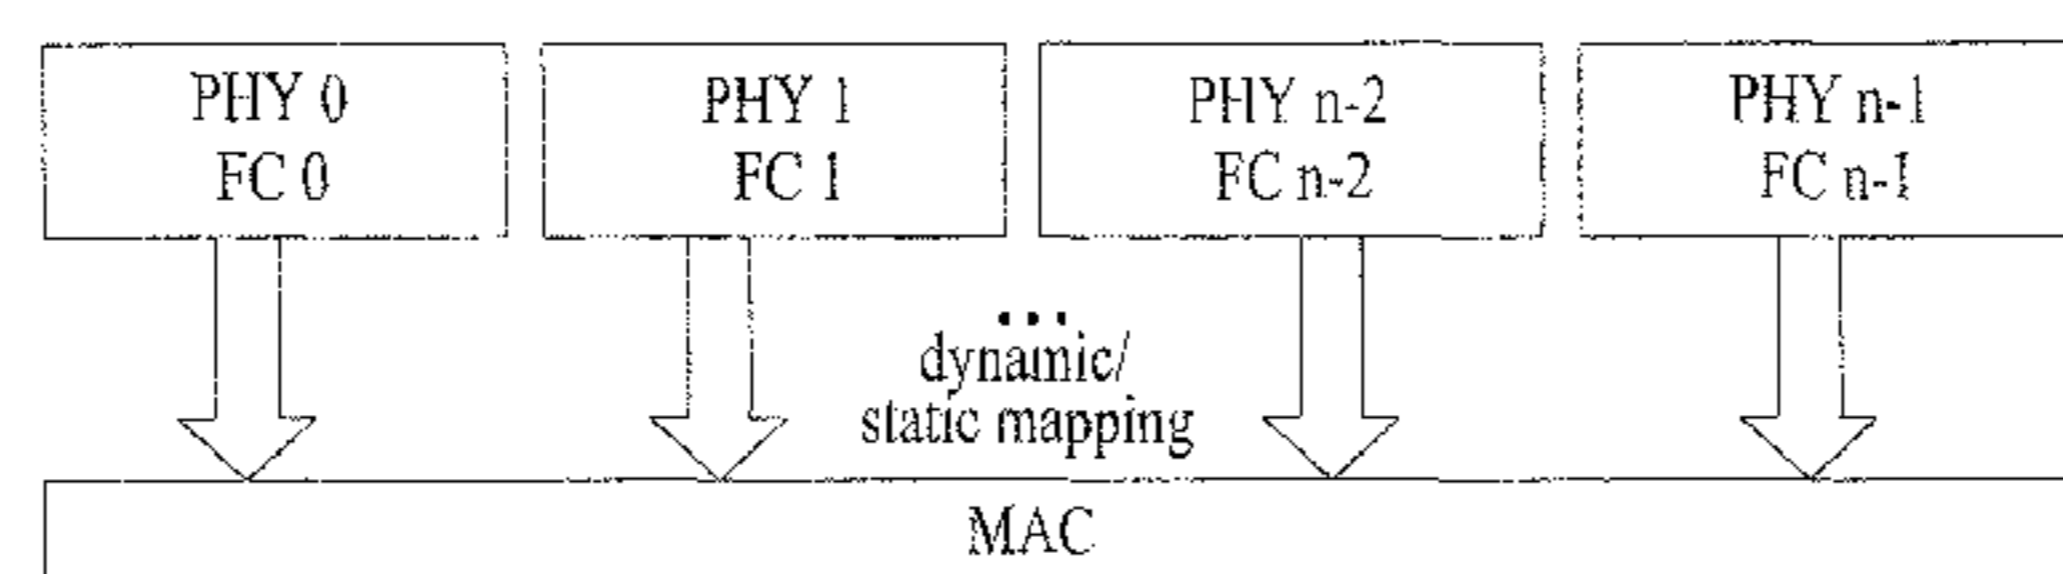 PHY 0
FC 0
PHY 1
FC 1
PHY n-2
FC n-2
PHY n-1
FC n-1
...
dynamic/
static mapping
MAC